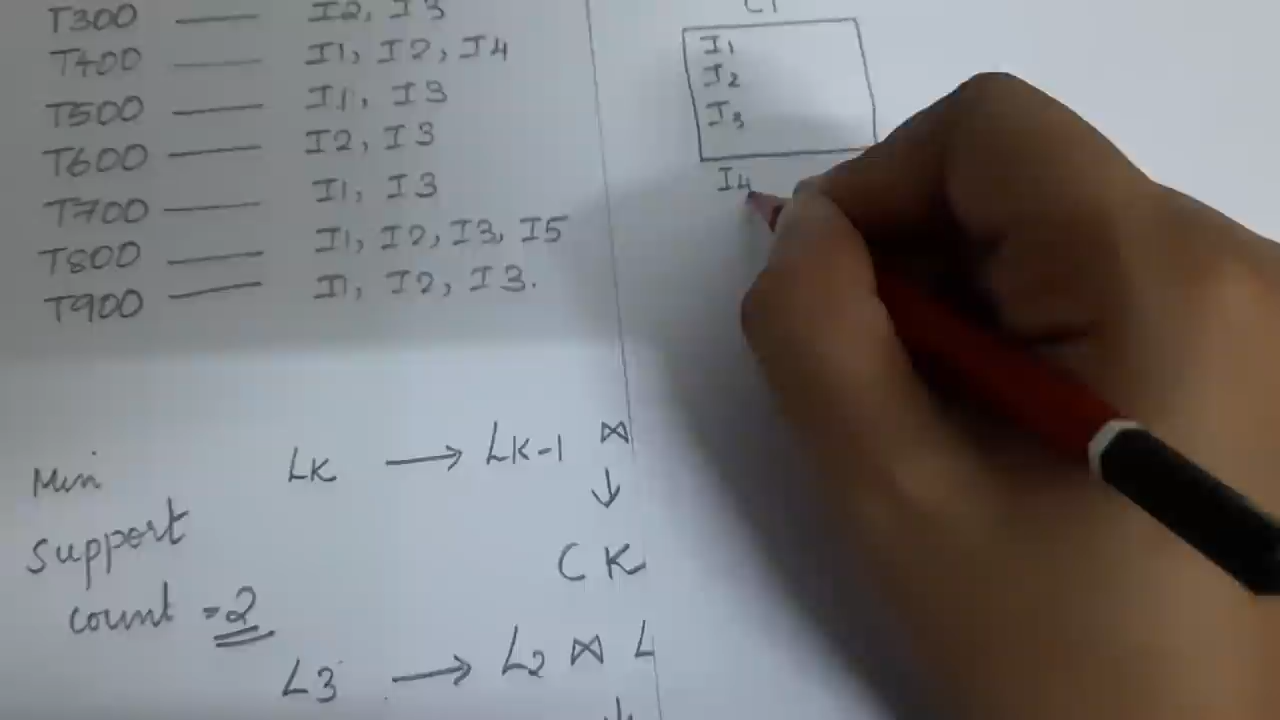 T300 — I2, I3
T400 — I1, I2, I4
T500 — I1, I3
T600 — I2, I3
T700 — I1, I3
T800 — I1, I2, I3, I5
T900 — I1, I2, I3.
I1
I2
I3
I4
Min
support
count = 2
LK → LK-1 ⋈
↓
CK
L3 → L2 ⋈ L
↓